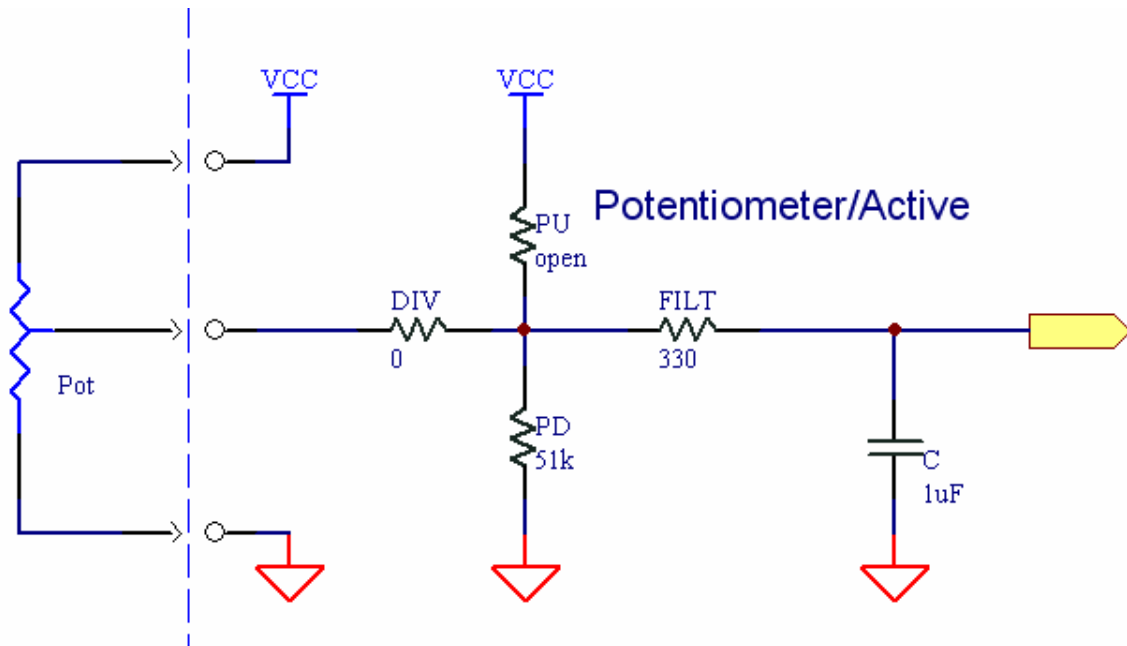 VCC
VCC
Potentiometer/Active
PU
open
DIV
0
FILT
330
Pot
PD
51k
C
1uF